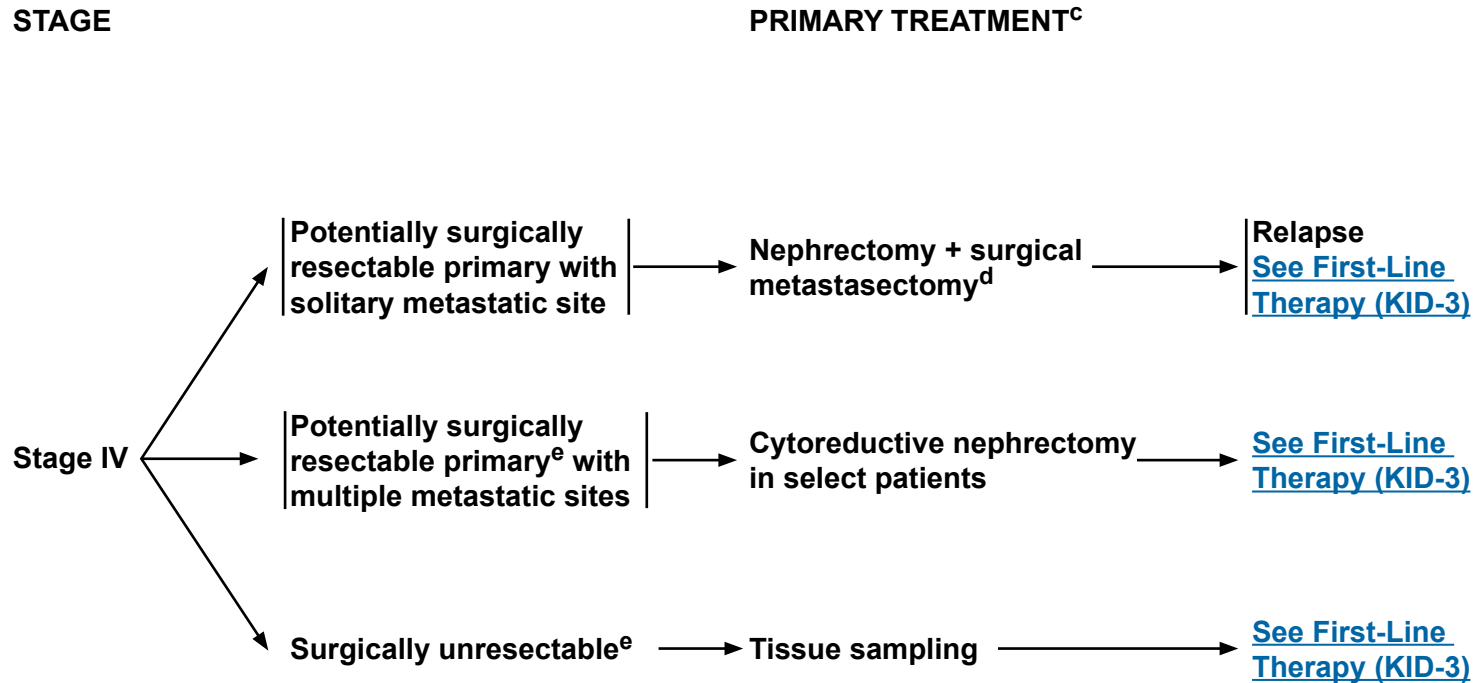 STAGE
PRIMARY TREATMENTc
Potentially surgically
resectable primary with
solitary metastatic site
Nephrectomy + surgical
metastasectomyd
Relapse
See First-Line
Therapy (KID-3)
Stage IV
Potentially surgically
resectable primarye with
multiple metastatic sites
Cytoreductive nephrectomy
in select patients
See First-Line
Therapy (KID-3)
Surgically unresectablee
Tissue sampling
See First-Line
Therapy (KID-3)